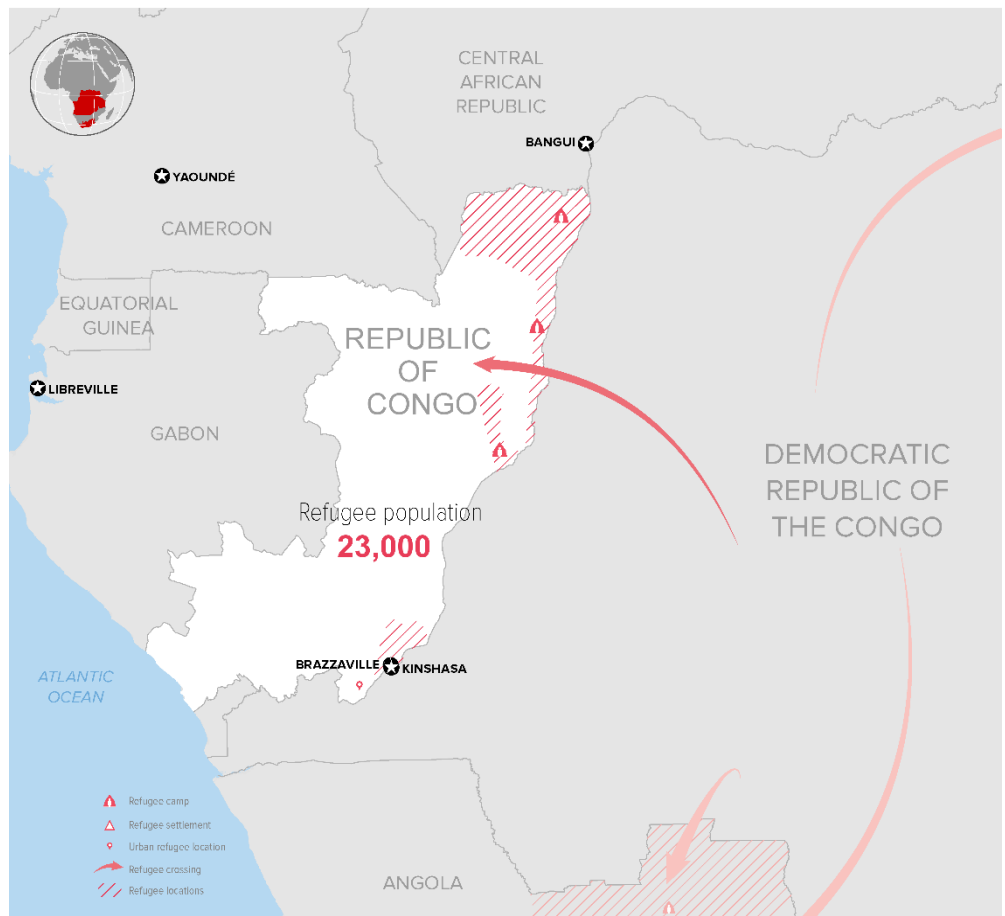 CENTRAL
AFRICAN
REPUBLIC
BANGUI
YAOUNDÉ
CAMEROON
EQUATORIAL
GUINEA
REPUBLIC
OF
CONGO
LIBREVILLE
GABON
DEMOCRATIC
REPUBLIC OF
THE CONGO
Refugee population
23,000
BRAZZAVILLE
KINSHASA
ATLANTIC
OCEAN
Refugee camp
Refugee settlement
Urban refugee location
Refugee crossing
Refugee locations
ANGOLA